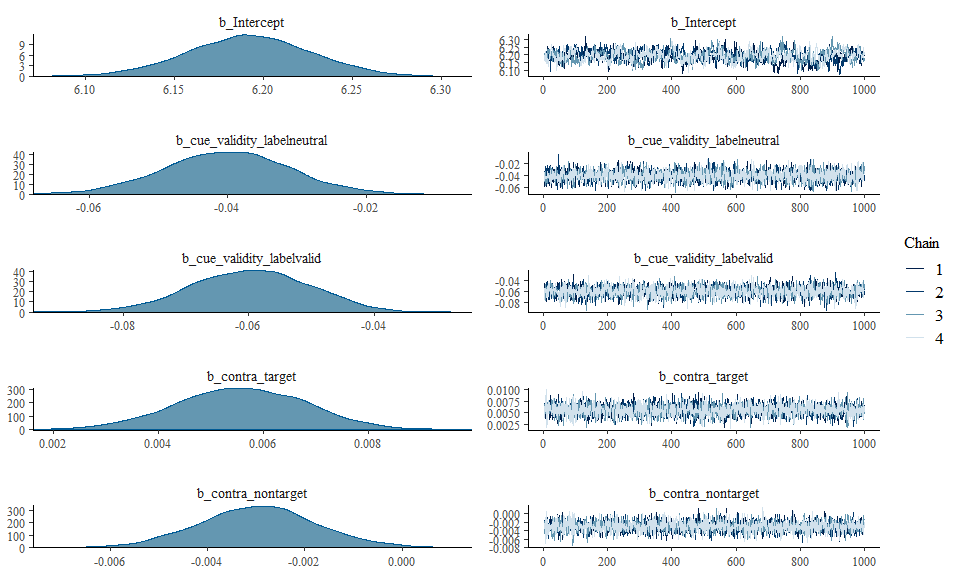 b_Intercept
9
6
3
0
6.10 6.15 6.20 6.25 6.30
b_Intercept
6.30
6.25
6.20
6.15
6.10
0 200 400 600 800 1000
b_cue_validity_labelneutral
40
30
20
10
0
-0.06 -0.04 -0.02
b_cue_validity_labelneutral
-0.02
-0.04
-0.06
0 200 400 600 800 1000
b_cue_validity_labelvalid
40
30
20
10
0
-0.08 -0.06 -0.04
b_cue_validity_labelvalid
-0.04
-0.06
-0.08
0 200 400 600 800 1000
b_contra_target
300
200
100
0
0.002 0.004 0.006 0.008
b_contra_target
0.0100
0.0075
0.0050
0.0025
0 200 400 600 800 1000
b_contra_nontarget
300
200
100
0
-0.006 -0.004 -0.002 0.000
b_contra_nontarget
0.000
-0.002
-0.004
-0.006
-0.008
0 200 400 600 800 1000
Chain
1
2
3
4